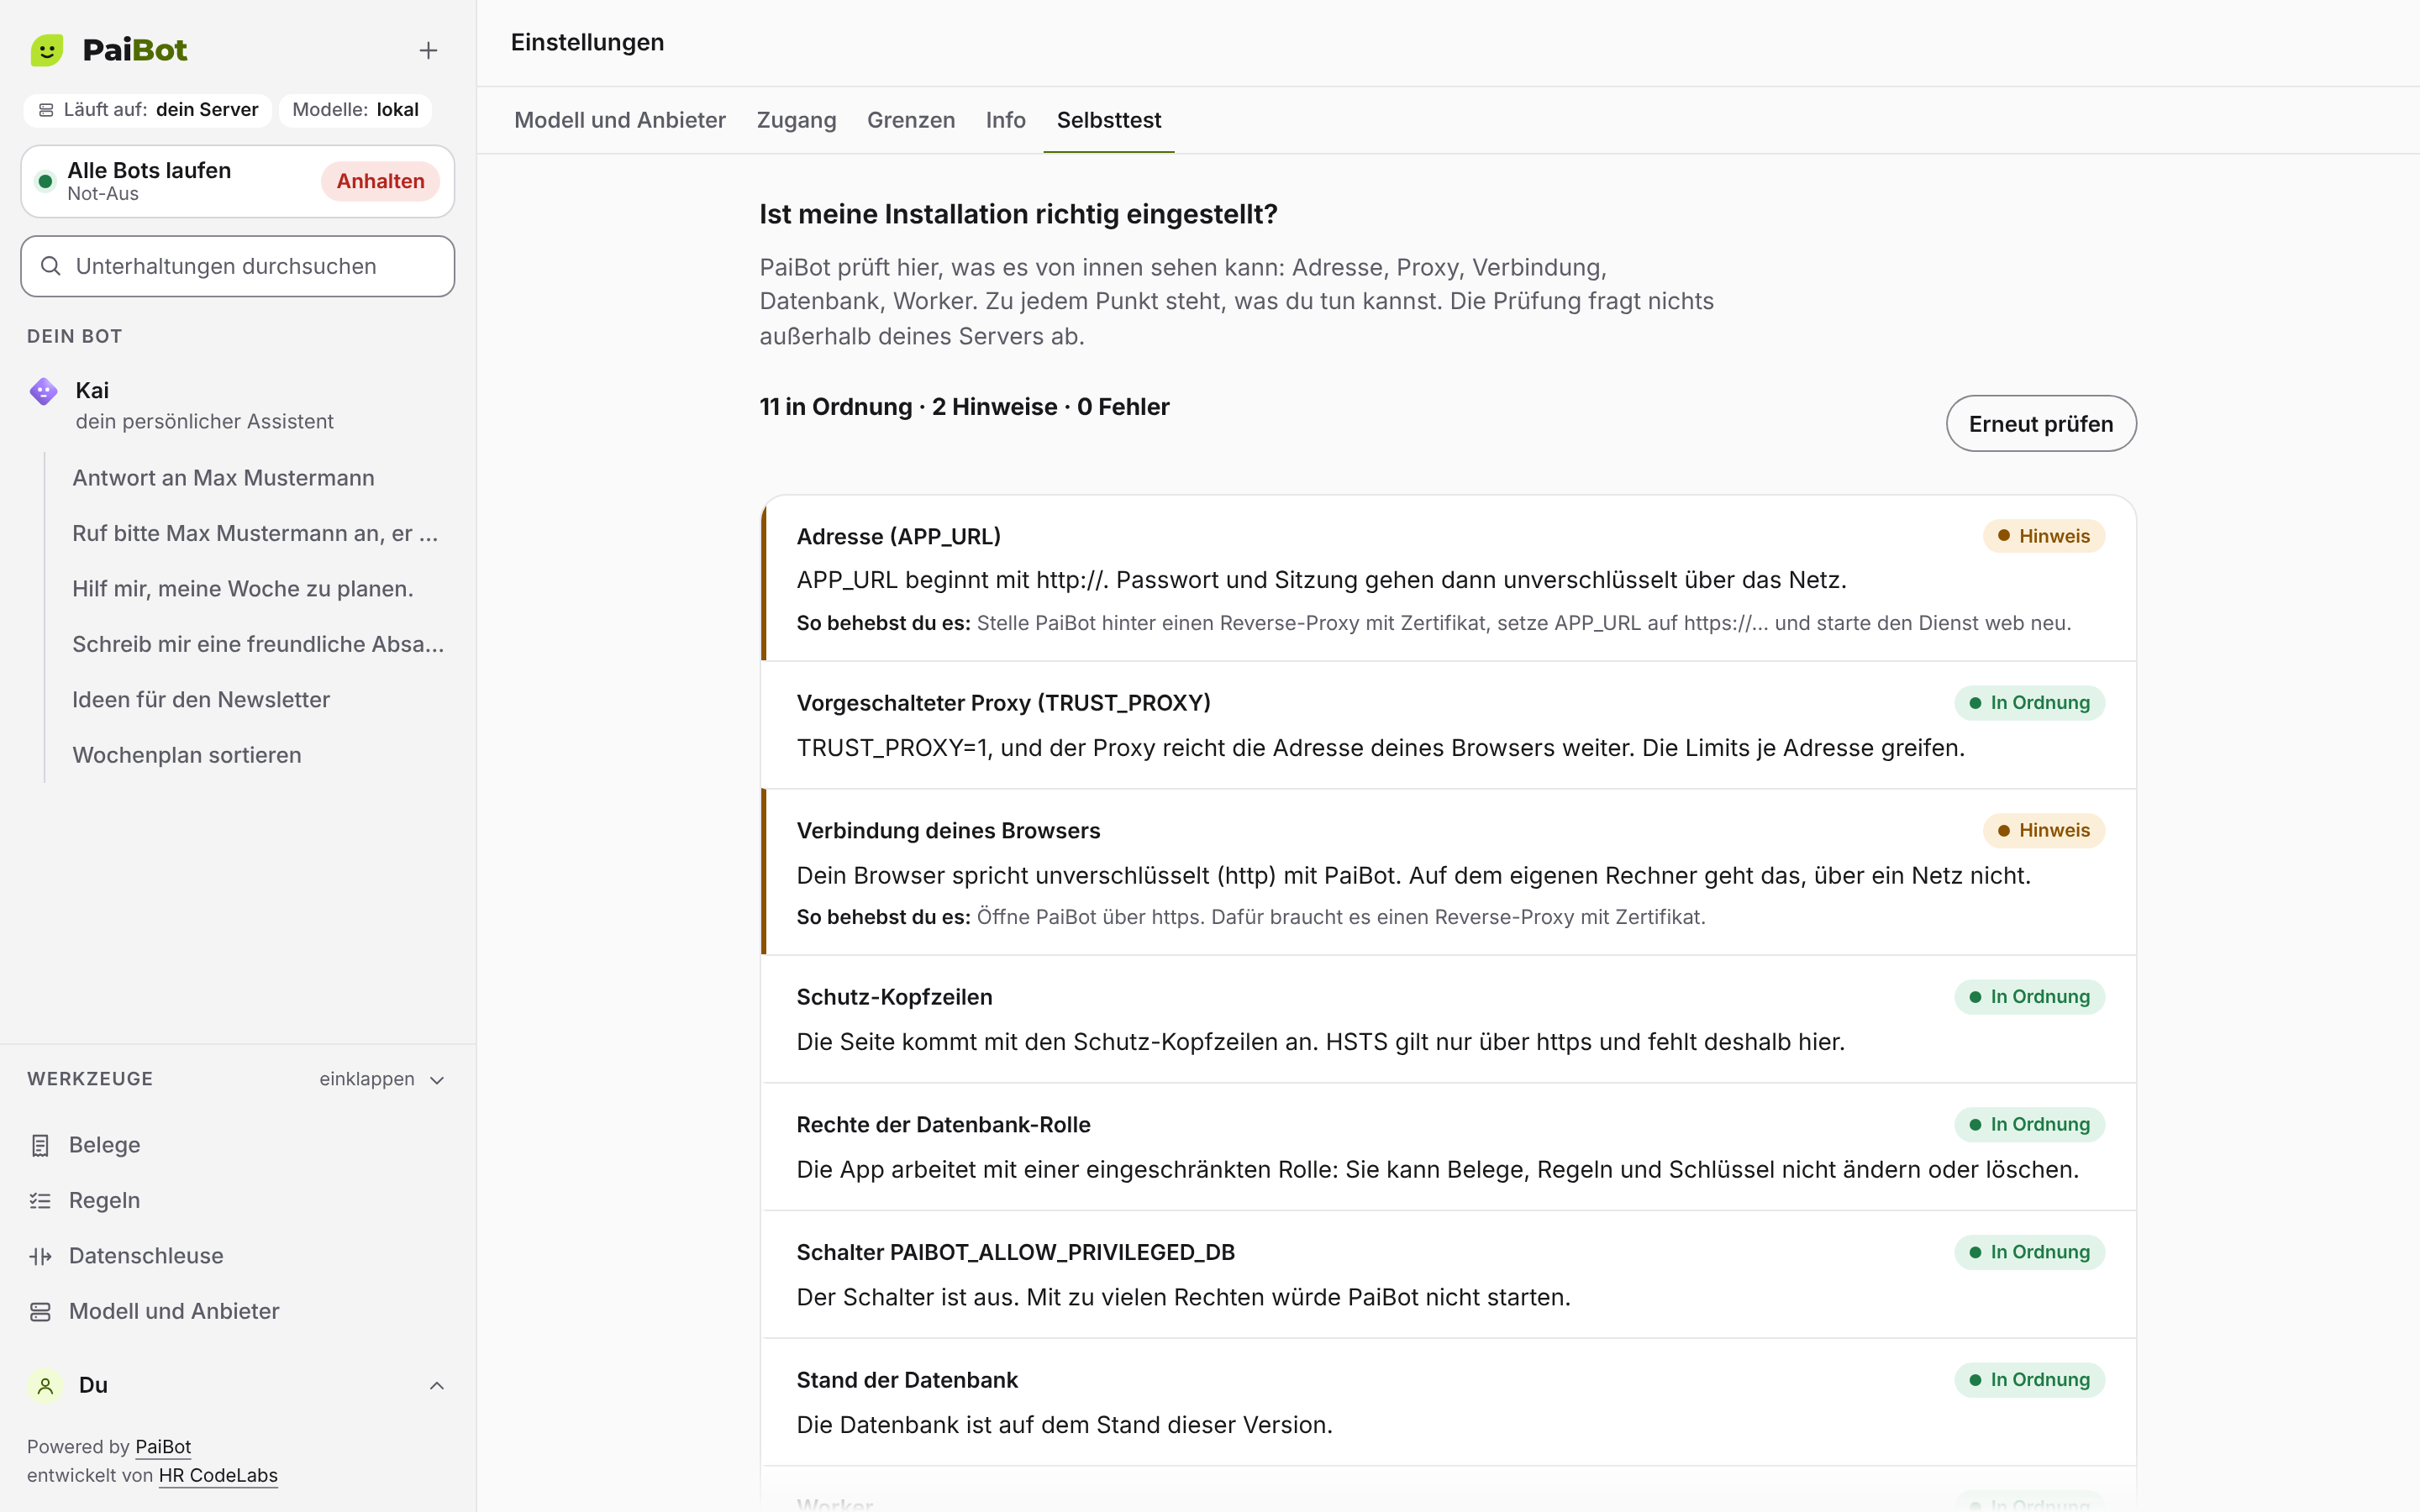 PaiBot
Läuft auf: dein Server
Modelle: lokal
Alle Bots laufen
Not-Aus
Anhalten
Unterhaltungen durchsuchen
DEIN BOT
Kai
dein persönlicher Assistent
Antwort an Max Mustermann
Ruf bitte Max Mustermann an, er ...
Hilf mir, meine Woche zu planen.
Schreib mir eine freundliche Absa...
Ideen für den Newsletter
Wochenplan sortieren
WERKZEUGE
einklappen
Belege
Regeln
Datenschleuse
Modell und Anbieter
Du
Powered by PaiBot
entwickelt von HR CodeLabs
Einstellungen
Modell und Anbieter
Zugang
Grenzen
Info
Selbsttest
Ist meine Installation richtig eingestellt?
PaiBot prüft hier, was es von innen sehen kann: Adresse, Proxy, Verbindung,
Datenbank, Worker. Zu jedem Punkt steht, was du tun kannst. Die Prüfung fragt nichts
außerhalb deines Servers ab.
11 in Ordnung · 2 Hinweise · 0 Fehler
Erneut prüfen
Adresse (APP_URL)
Hinweis
APP_URL beginnt mit http://. Passwort und Sitzung gehen dann unverschlüsselt über das Netz.
So behebst du es: Stelle PaiBot hinter einen Reverse-Proxy mit Zertifikat, setze APP_URL auf https://... und starte den Dienst web neu.
Vorgeschalteter Proxy (TRUST_PROXY)
In Ordnung
TRUST_PROXY=1, und der Proxy reicht die Adresse deines Browsers weiter. Die Limits je Adresse greifen.
Verbindung deines Browsers
Hinweis
Dein Browser spricht unverschlüsselt (http) mit PaiBot. Auf dem eigenen Rechner geht das, über ein Netz nicht.
So behebst du es: Öffne PaiBot über https. Dafür braucht es einen Reverse-Proxy mit Zertifikat.
Schutz-Kopfzeilen
In Ordnung
Die Seite kommt mit den Schutz-Kopfzeilen an. HSTS gilt nur über https und fehlt deshalb hier.
Rechte der Datenbank-Rolle
In Ordnung
Die App arbeitet mit einer eingeschränkten Rolle: Sie kann Belege, Regeln und Schlüssel nicht ändern oder löschen.
Schalter PAIBOT_ALLOW_PRIVILEGED_DB
In Ordnung
Der Schalter ist aus. Mit zu vielen Rechten würde PaiBot nicht starten.
Stand der Datenbank
In Ordnung
Die Datenbank ist auf dem Stand dieser Version.
Worker
In Ordnung